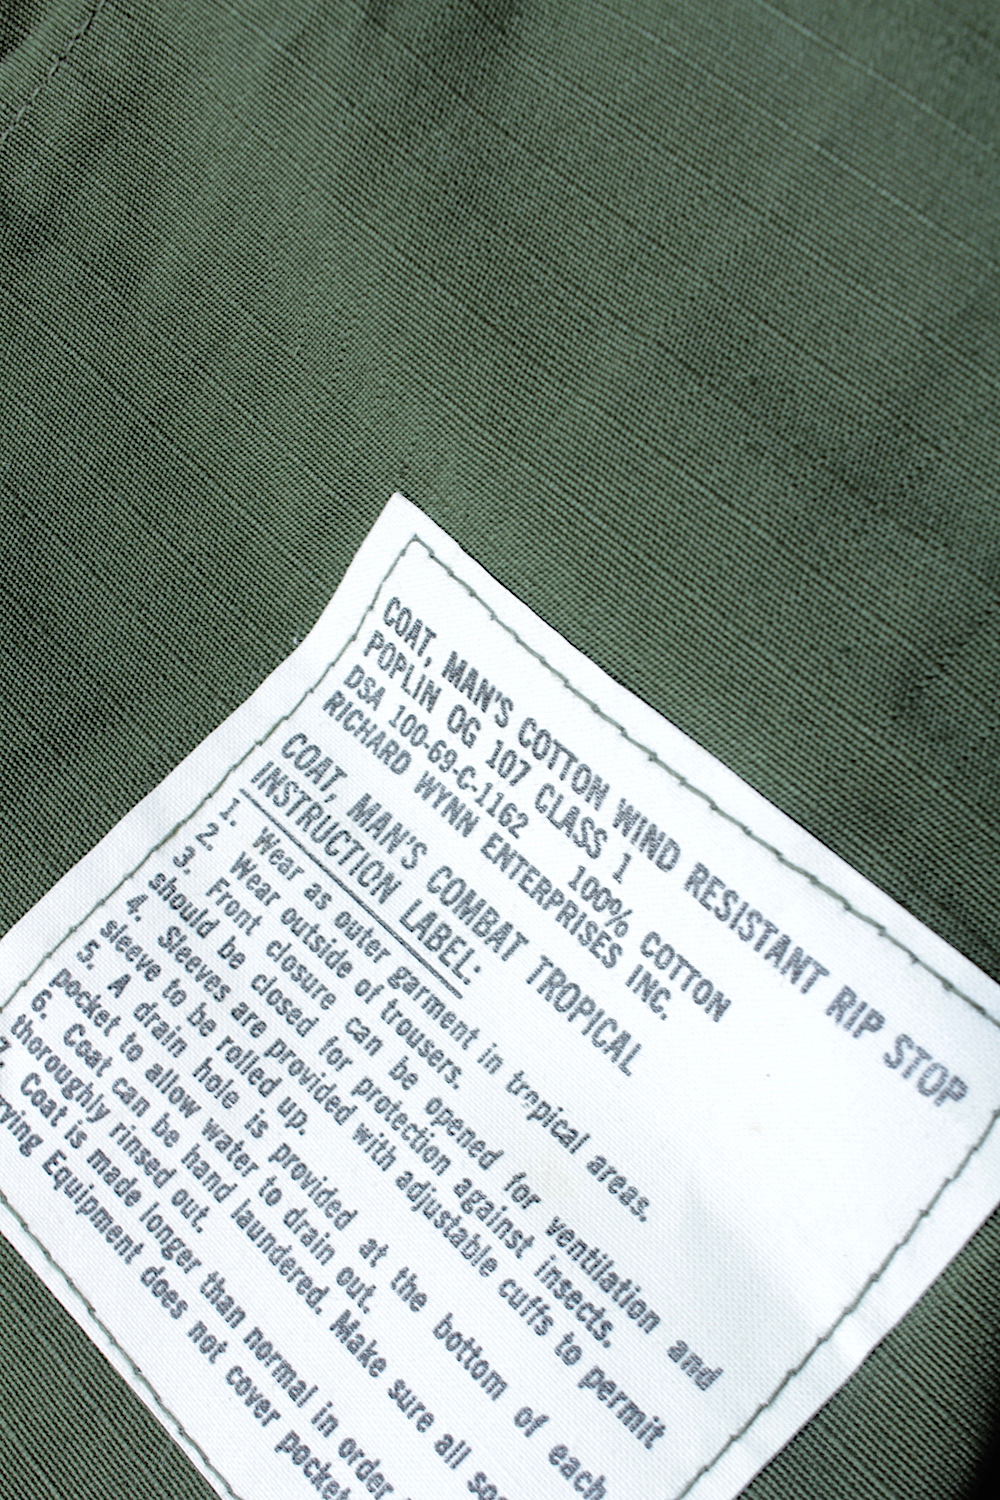 COAT, MAN'S COTTON WIND RESISTANT RIP STOP
POPLIN OG 107 CLASS 1
DSA 100-69-C-1162 100% COTTON
RICHARD WYNN ENTERPRISES INC.
COAT, MAN'S COMBAT TROPICAL
INSTRUCTION LABEL:
1. Wear as outer garment in tropical areas.
2. Wear outside of trousers.
3. Front closure can be opened for ventilation and
should be closed for protection against insects.
4. Sleeves are provided with adjustable cuffs to permit
sleeve to be rolled up.
5. A drain hole is provided at the bottom of each
pocket to allow water to drain out.
6. Coat can be hand laundered. Make sure all
thoroughly rinsed out.
Coat is made longer than normal in order
Equipment does not cover